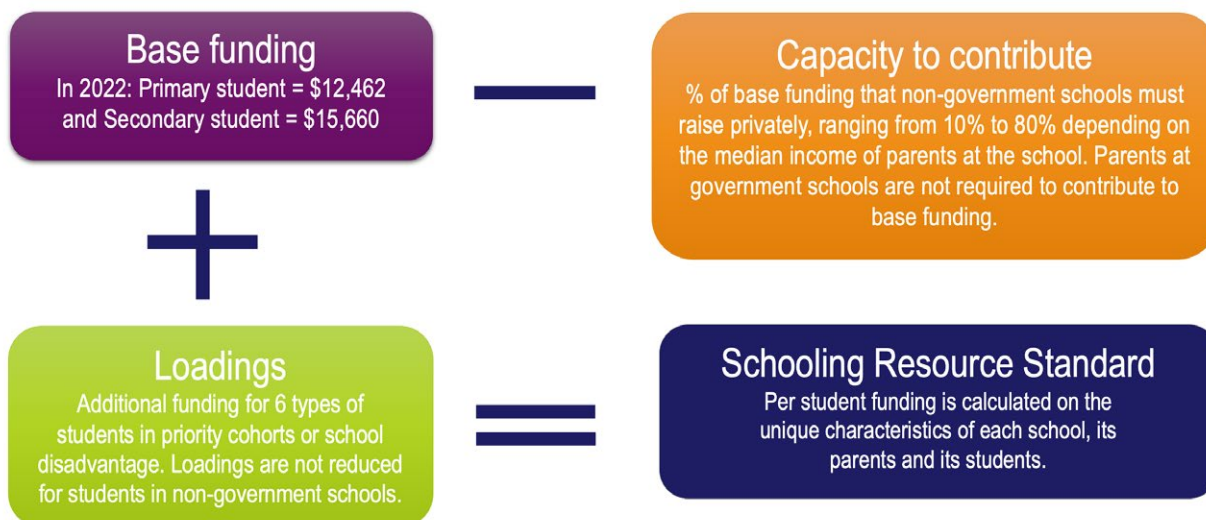 Base funding
In 2022: Primary student = $12,462
and Secondary student = $15,660
Capacity to contribute
% of base funding that non-government schools must
raise privately, ranging from 10% to 80% depending on
the median income of parents at the school. Parents at
government schools are not required to contribute to
base funding.
Loadings
Additional funding for 6 types of
students in priority cohorts or school
disadvantage. Loadings are not reduced
for students in non-government schools.
Schooling Resource Standard
Per student funding is calculated on the
unique characteristics of each school, its
parents and its students.